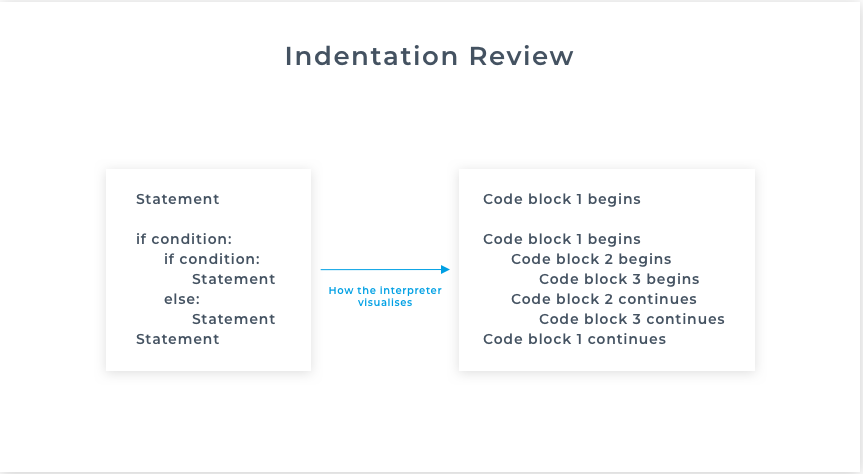 Indentation Review
Statement
if condition:
if condition:
Statement
else:
Statement
Statement
How the interpreter
visualises
Code block 1 begins
Code block 1 begins
Code block 2 begins
Code block 3 begins
Code block 2 continues
Code block 3 continues
Code block 1 continues